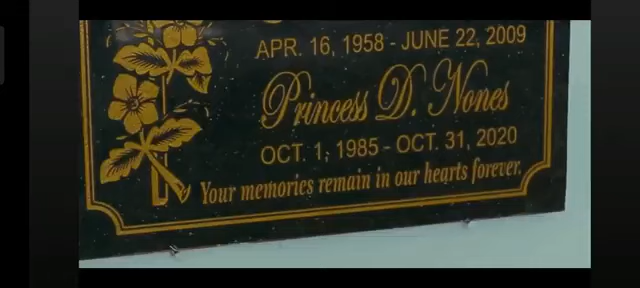 APR. 16, 1958 - JUNE 22, 2009
Princess D. Nones
OCT. 1, 1985 - OCT. 31, 2020
Your memories remain in our hearts forever.